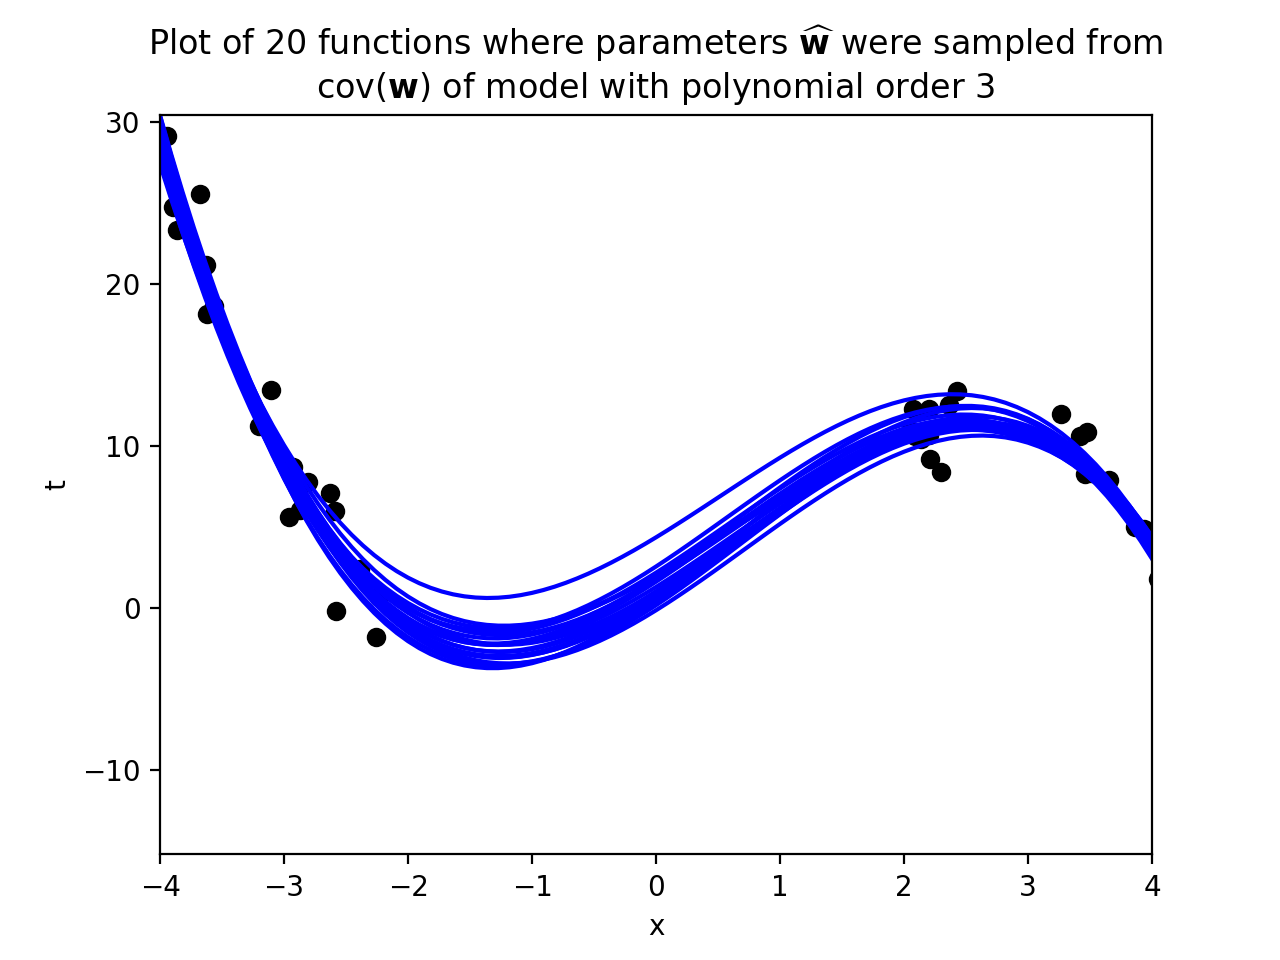 Plot of 20 functions where parameters ŵ were sampled from
cov(w) of model with polynomial order 3
30
20
10
0
−10
t
−4 −3 −2 −1 0 1 2 3 4
x